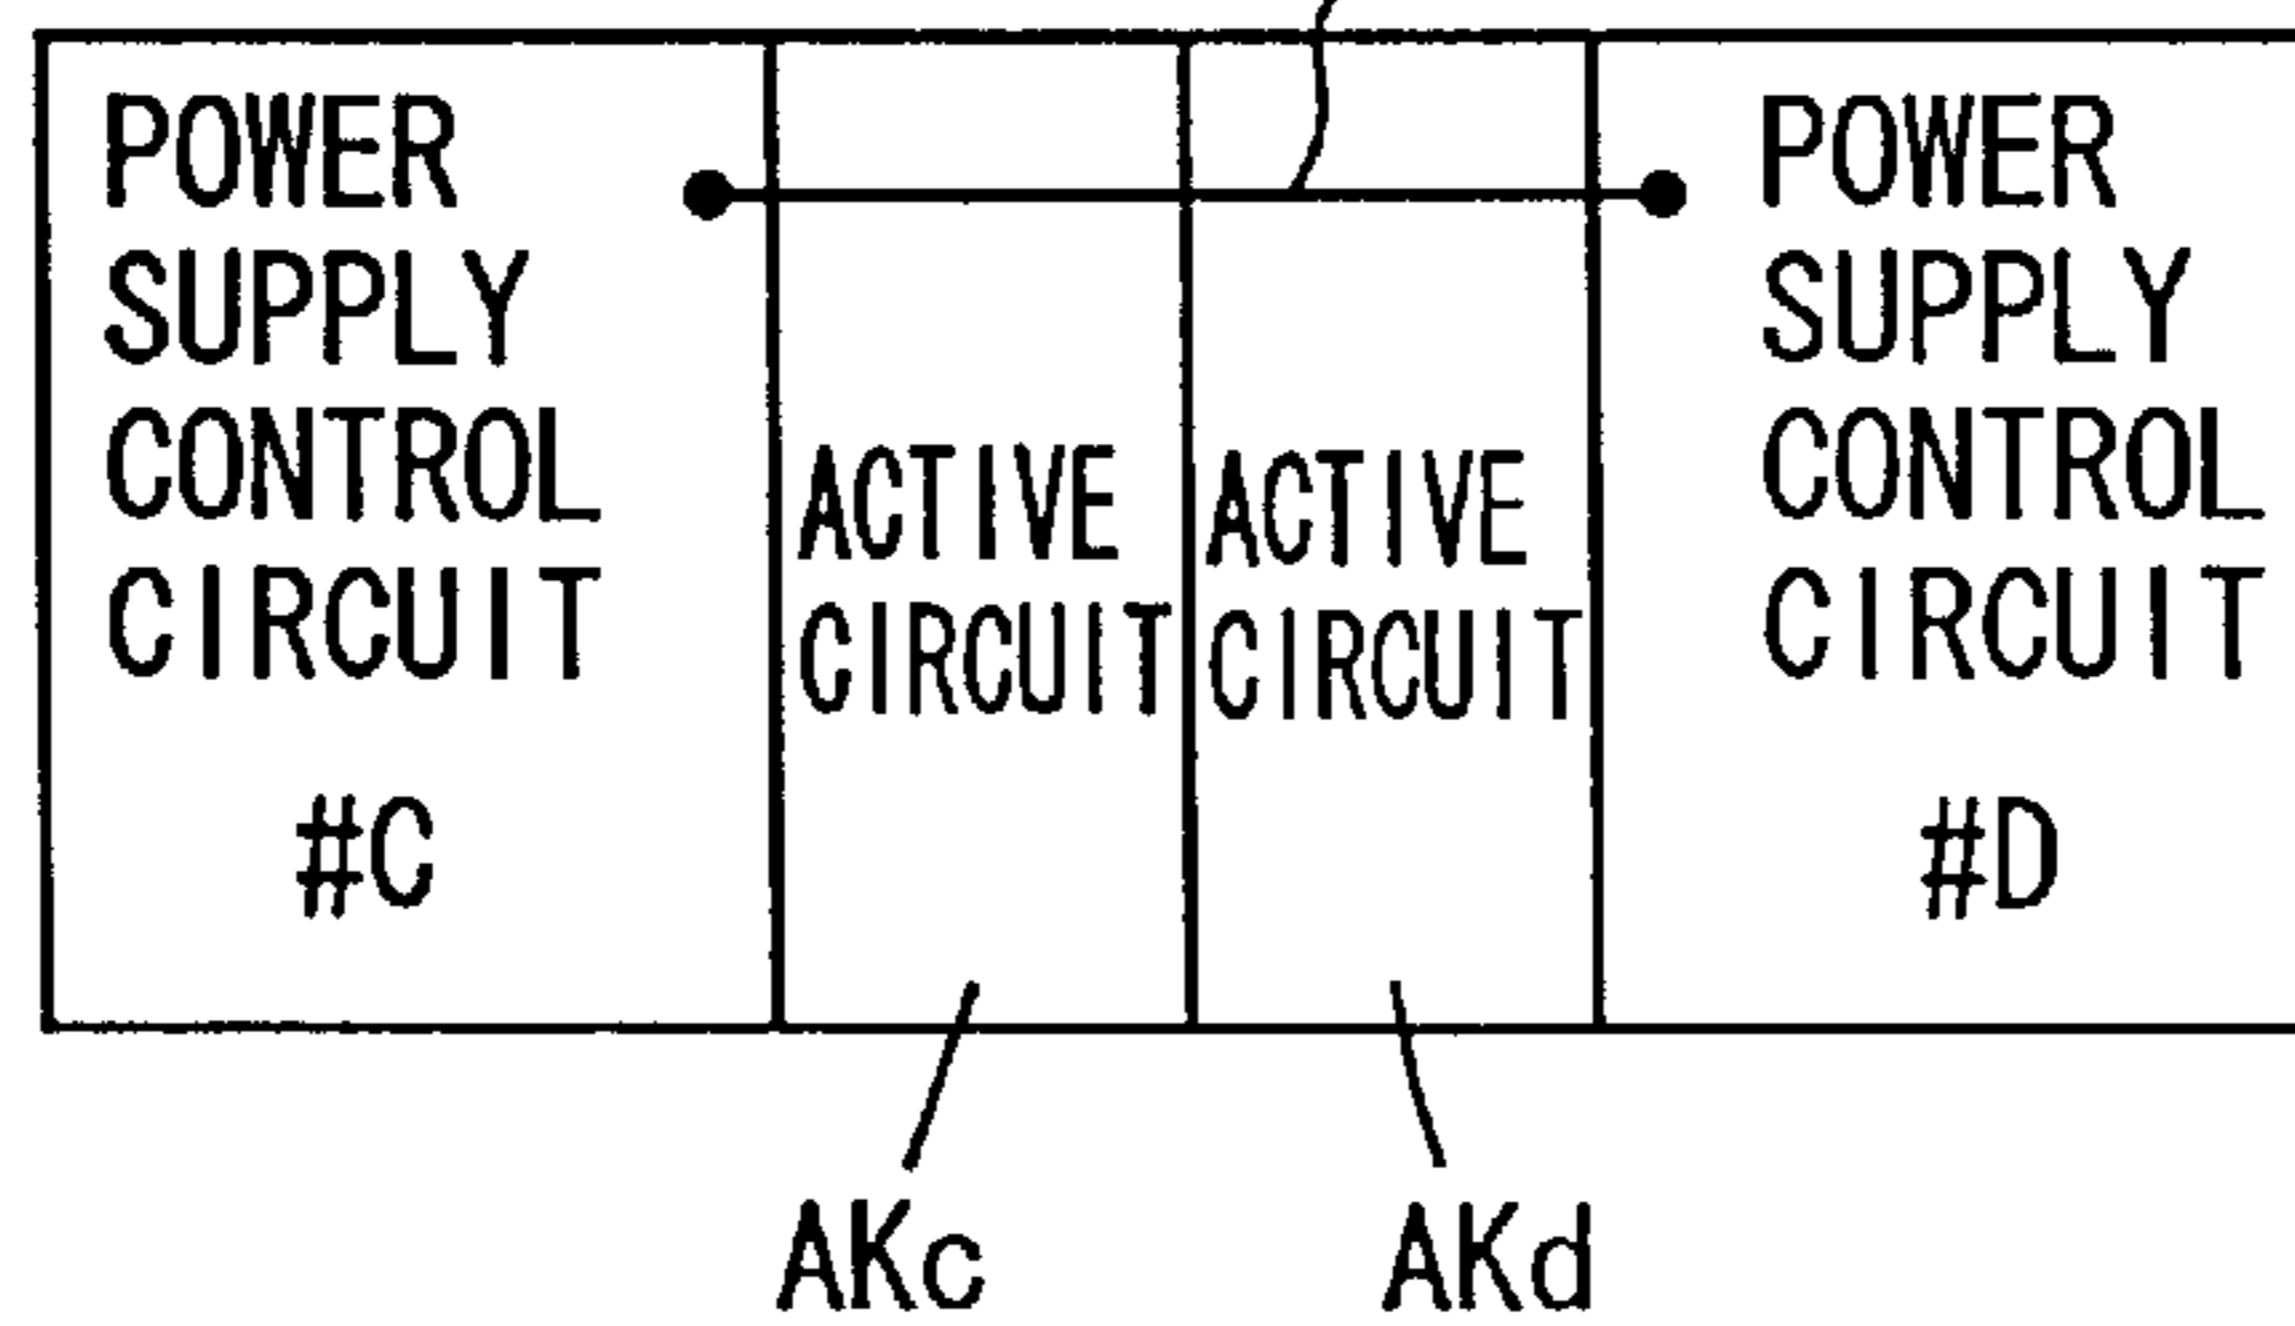 POWER
SUPPLY
CONTROL
CIRCUIT
#C
ACTIVE
CIRCUIT
ACTIVE
CIRCUIT
POWER
SUPPLY
CONTROL
CIRCUIT
#D
AKc
AKd